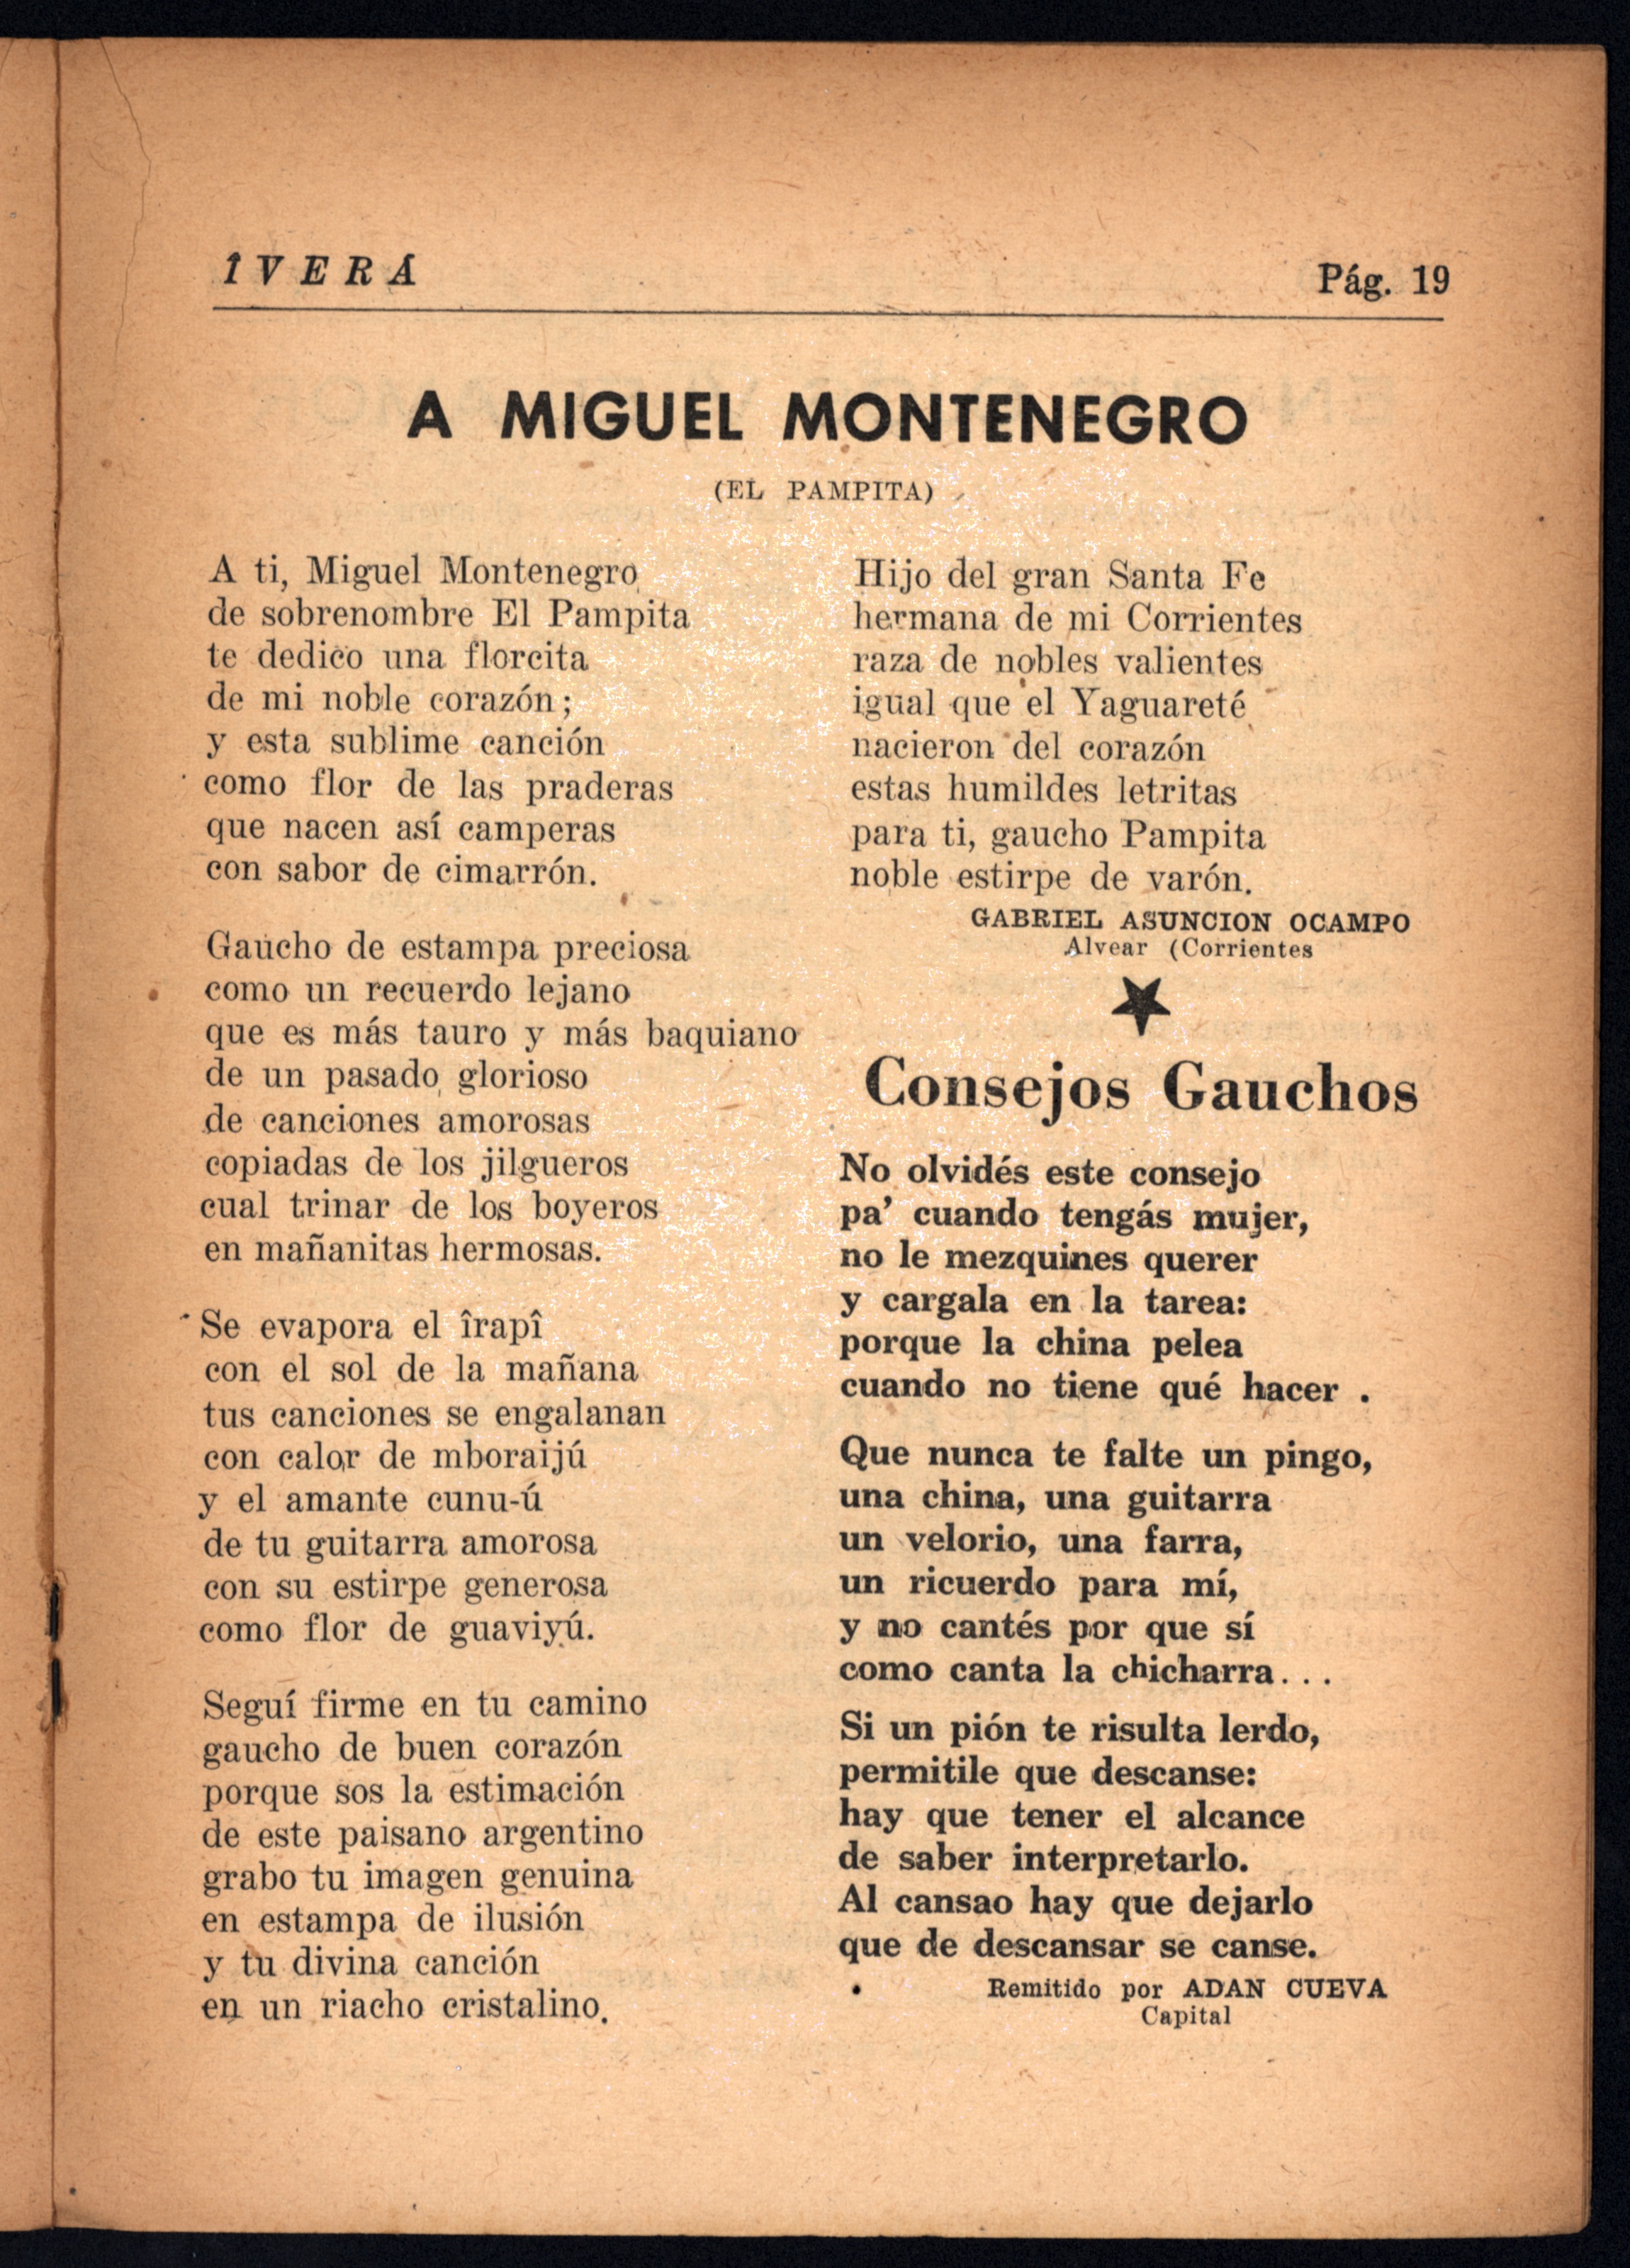 ÎVERÁ
Pág. 19
A MIGUEL MONTENEGRO
(EL PAMPITA)
A ti, Miguel Montenegro
de sobrenombre El Pampita
te dedico una florcita
de mi noble corazón;
y esta sublime canción
como flor de las praderas
que nacen así camperas
con sabor de cimarrón.
Gaucho de estampa preciosa
como un recuerdo lejano
que es más tauro y más baquiano
de un pasado glorioso
de canciones amorosas
copiadas de los jilgueros
cual trinar de los boyeros
en mañanitas hermosas.
Se evapora el îrapî
con el sol de la mañana
tus canciones se engalanan
con calor de mboraijú
y el amante cunu-ú
de tu guitarra amorosa
con su estirpe generosa
como flor de guaviyú.
Seguí firme en tu camino
gaucho de buen corazón
porque sos la estimación
de este paisano argentino
grabo tu imagen genuina
en estampa de ilusión
y tu divina canción
en un riacho cristalino.
Hijo del gran Santa Fe
hermana de mi Corrientes
raza de nobles valientes
igual que el Yaguareté
nacieron del corazón
estas humildes letritas
para ti, gaucho Pampita
noble estirpe de varón.
GABRIEL ASUNCION OCAMPO
Alvear (Corrientes
Consejos Gauchos
No olvidés este consejo
pa' cuando tengás mujer,
no le mezquines querer
y cargala en la tarea:
porque la china pelea
cuando no tiene qué hacer .
Que nunca te falte un pingo,
una china, una guitarra
un velorio, una farra,
un ricuerdo para mí,
y no cantés por que sí
como canta la chicharra...
Si un pión te risulta lerdo,
permitile que descanse:
hay que tener el alcance
de saber interpretarlo.
Al cansao hay que dejarlo
que de descansar se canse.
Remitido por ADAN CUEVA
Capital